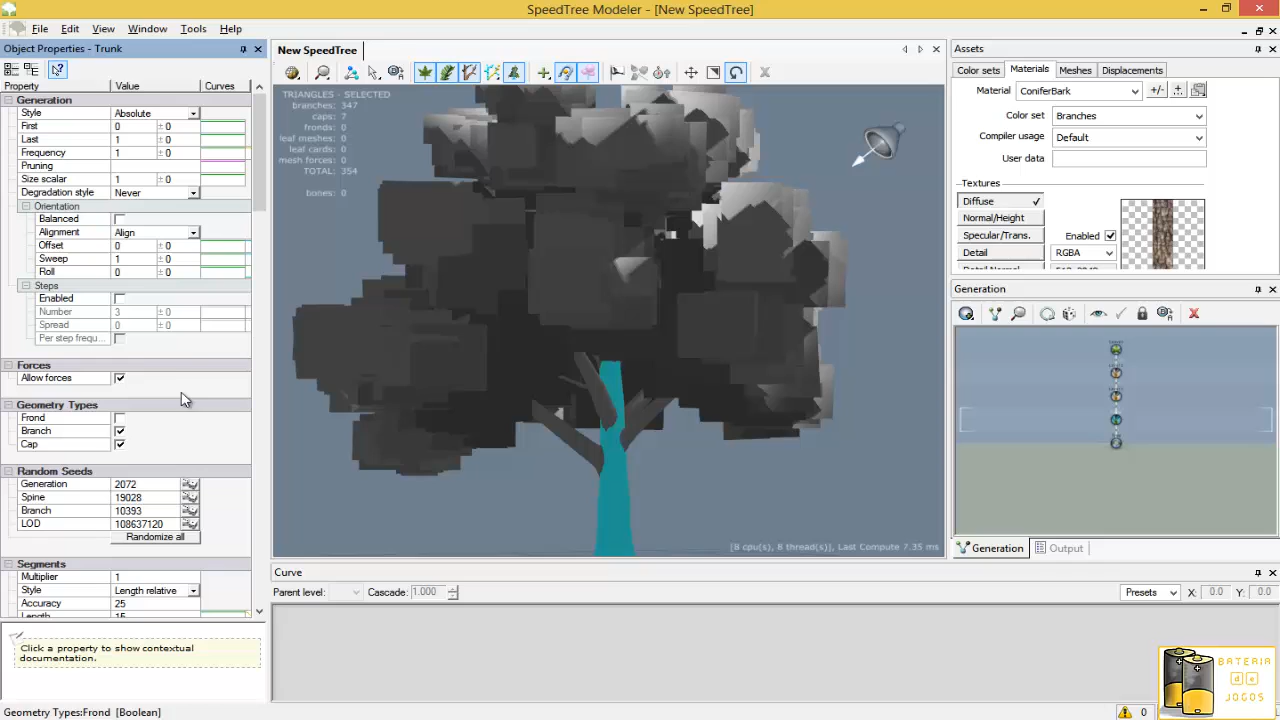 SpeedTree Modeler - [New SpeedTree]
File Edit View Window Tools Help
Object Properties - Trunk
Property Value Curves
Generation
Style Absolute
First 0 ± 0
Last 1 ± 0
Frequency 1 ± 0
Pruning
Size scalar 1 ± 0
Degradation style Never
Orientation
Balanced
Alignment Align
Offset 0 ± 0
Sweep 1 ± 0
Roll 0 ± 0
Steps
Enabled
Number 3 ± 0
Spread 0 ± 0
Per step frequ...
Forces
Allow forces
Geometry Types
Frond
Branch
Cap
Random Seeds
Generation 2072
Spine 19028
Branch 10393
LOD 108637120
Randomize all
Segments
Multiplier 1
Style Length relative
Accuracy 25
Length 15
Click a property to show contextual
documentation.
Geometry Types:Frond [Boolean]
New SpeedTree
TRIANGLES - SELECTED
branches: 347
caps: 7
fronds: 0
leaf meshes: 0
leaf cards: 0
mesh forces: 0
TOTAL: 354
bones: 0
[8 cpu(s), 8 thread(s)], Last Compute 7.35 ms
Curve
Parent level: Cascade: 1.000 Presets X: 0.0 Y: 0.0
Assets
Color sets Materials Meshes Displacements
Material ConiferBark
Color set Branches
Compiler usage Default
User data
Textures
Diffuse
Normal/Height
Specular/Trans.
Detail
Enabled
RGBA
Generation
Generation Output
BATERIA
de
JOGOS
0